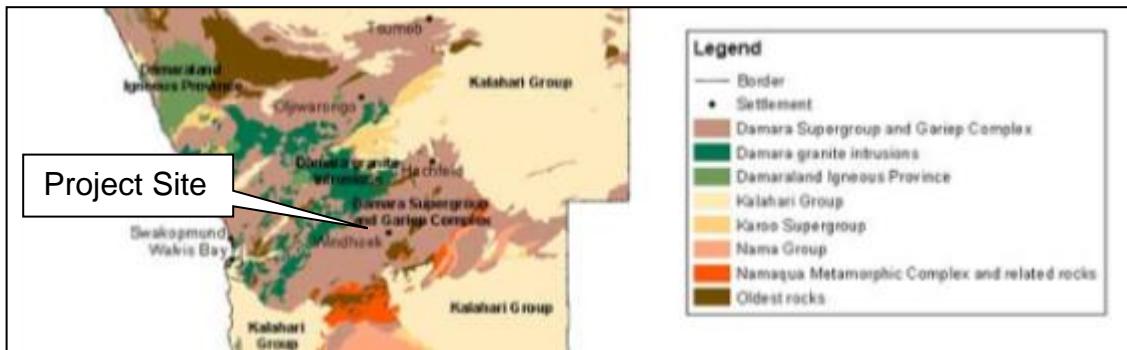 Tsumeb
Damaraland
Igneous Province
Kalahari Group
Otjiwarongo
Damara granite
intrusions
Hochfeld
Project Site
Damara Supergroup
and Gariep Complex
Swakopmund
Walvis Bay
Windhoek
Kalahari Group
Kalahari
Group
Legend
Border
Settlement
Damara Supergroup and Gariep Complex
Damara granite intrusions
Damaraland Igneous Province
Kalahari Group
Karoo Supergroup
Nama Group
Namaqua Metamorphic Complex and related rocks
Oldest rocks